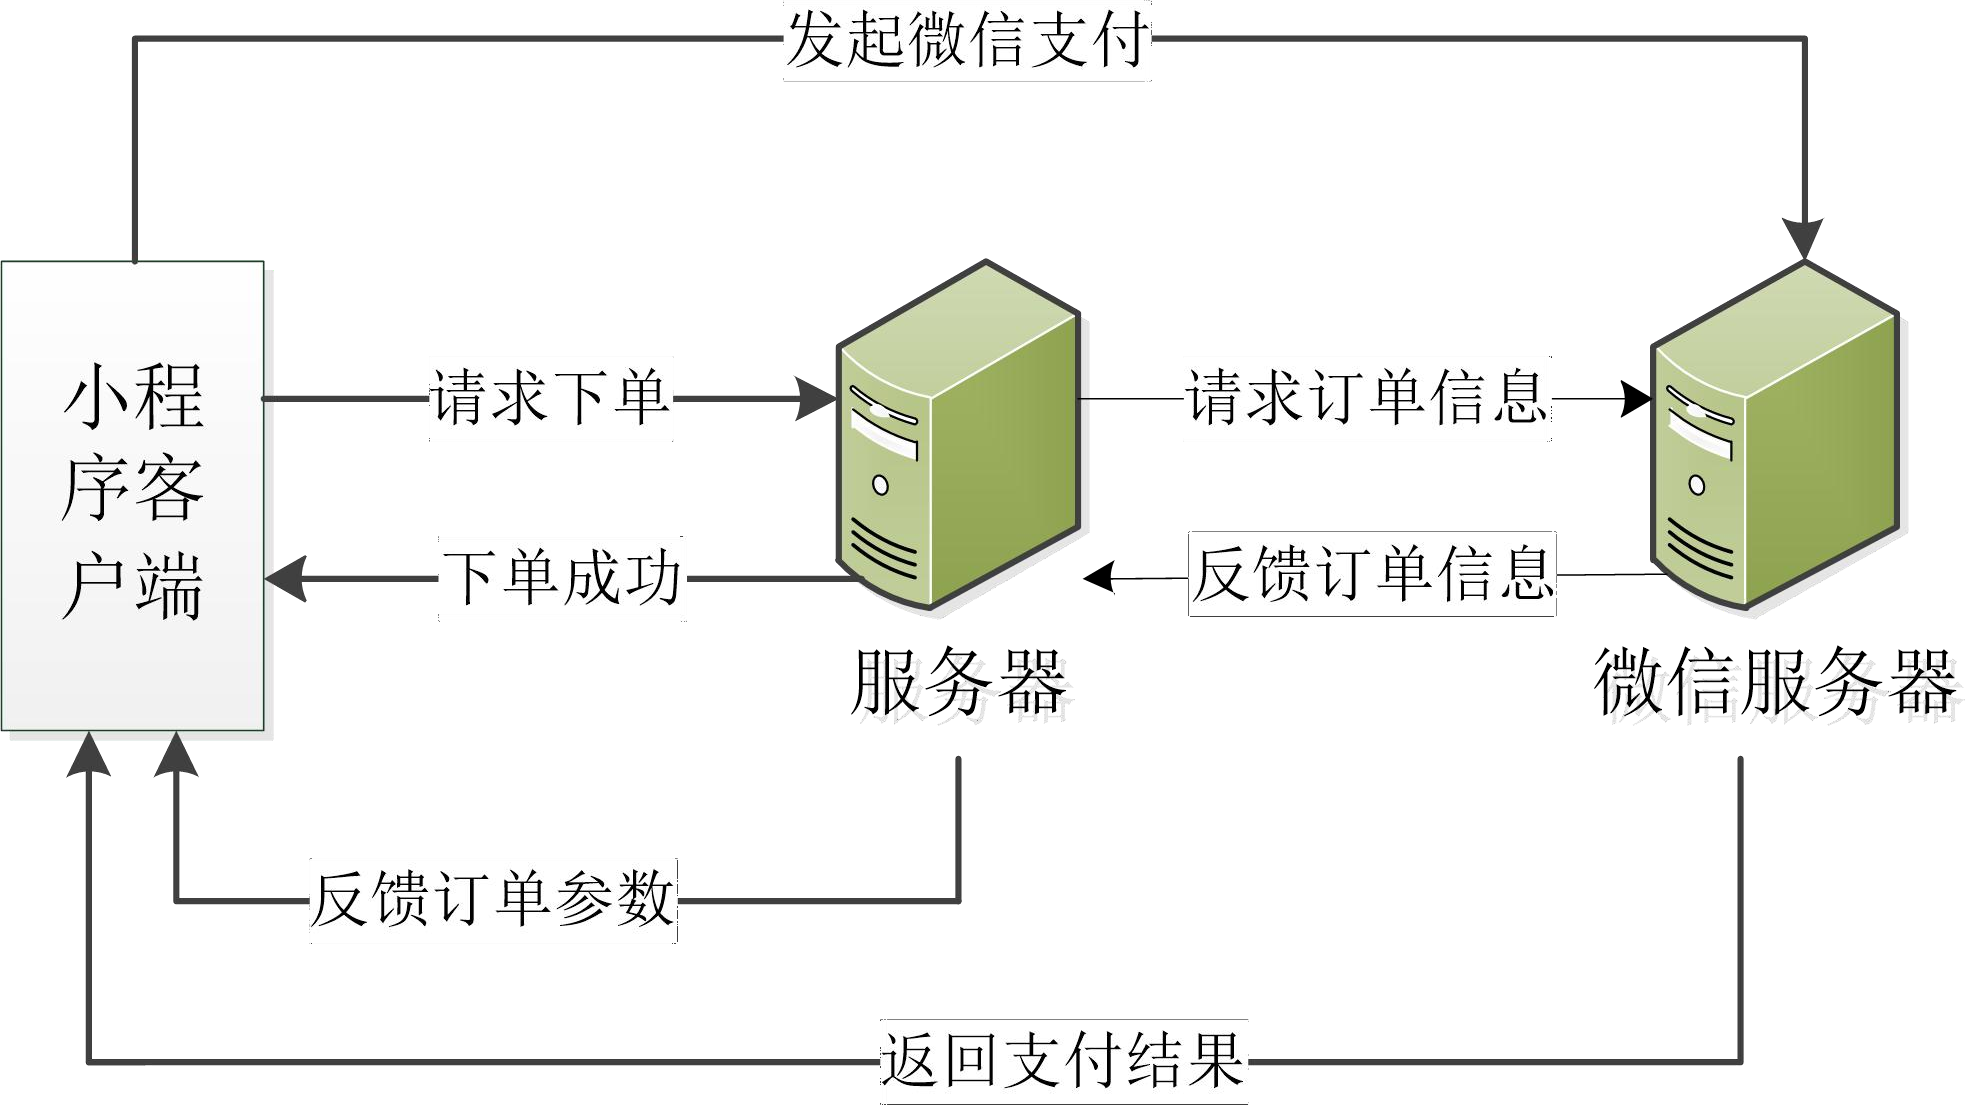 发起微信支付
小程
序客
户端
请求下单
请求订单信息
下单成功
反馈订单信息
服务器
微信服务器
反馈订单参数
返回支付结果